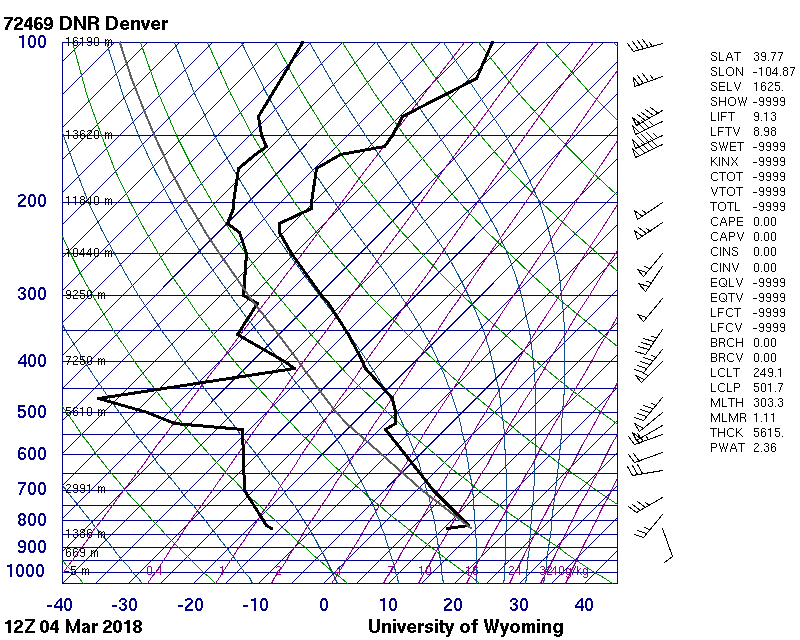 72469 DNR Denver
100
16190 m
13620 m
200
11840 m
10440 m
300
9250 m
400
7250 m
500
5610 m
600
700
2991 m
800
1386 m
900
669 m
1000
-5 m
0.4
1
2
4
7
10
16
24
32
40g/kg
-40 -30 -20 -10 0 10 20 30 40
12Z 04 Mar 2018
University of Wyoming
SLAT 39.77
SLON -104.87
SELV 1625.
SHOW -9999
LIFT 9.13
LFTV 8.98
SWET -9999
KINX -9999
CTOT -9999
VTOT -9999
TOTL -9999
CAPE 0.00
CAPV 0.00
CINS 0.00
CINV 0.00
EQLV -9999
EQTV -9999
LFCT -9999
LFCV -9999
BRCH 0.00
BRCV 0.00
LCLT 249.1
LCLP 501.7
MLTH 303.3
MLMR 1.11
THCK 5615.
PWAT 2.36